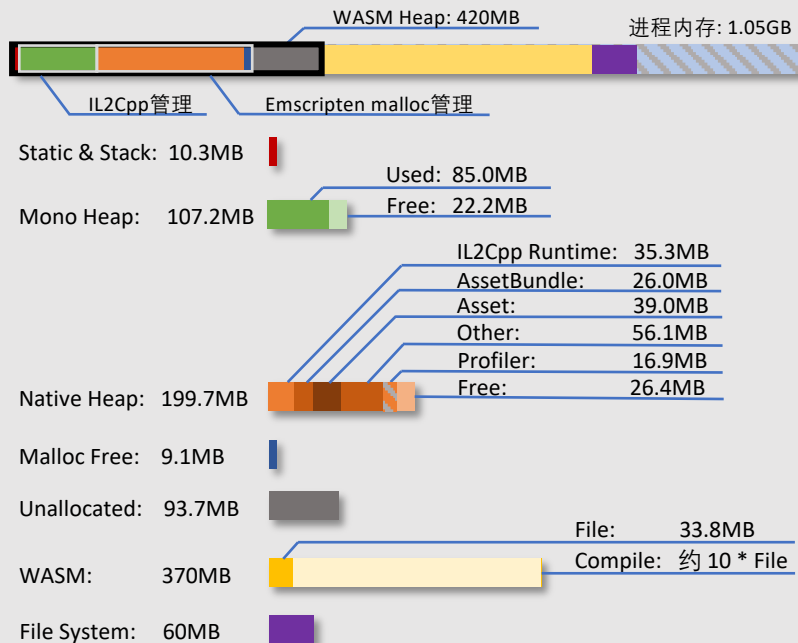 WASM Heap: 420MB
进程内存: 1.05GB
IL2Cpp管理
Emscripten malloc管理
Static & Stack: 10.3MB
Used: 85.0MB
Mono Heap: 107.2MB
Free: 22.2MB
IL2Cpp Runtime: 35.3MB
AssetBundle: 26.0MB
Asset: 39.0MB
Other: 56.1MB
Profiler: 16.9MB
Free: 26.4MB
Native Heap: 199.7MB
Malloc Free: 9.1MB
Unallocated: 93.7MB
File: 33.8MB
Compile: 约 10 * File
WASM: 370MB
File System: 60MB